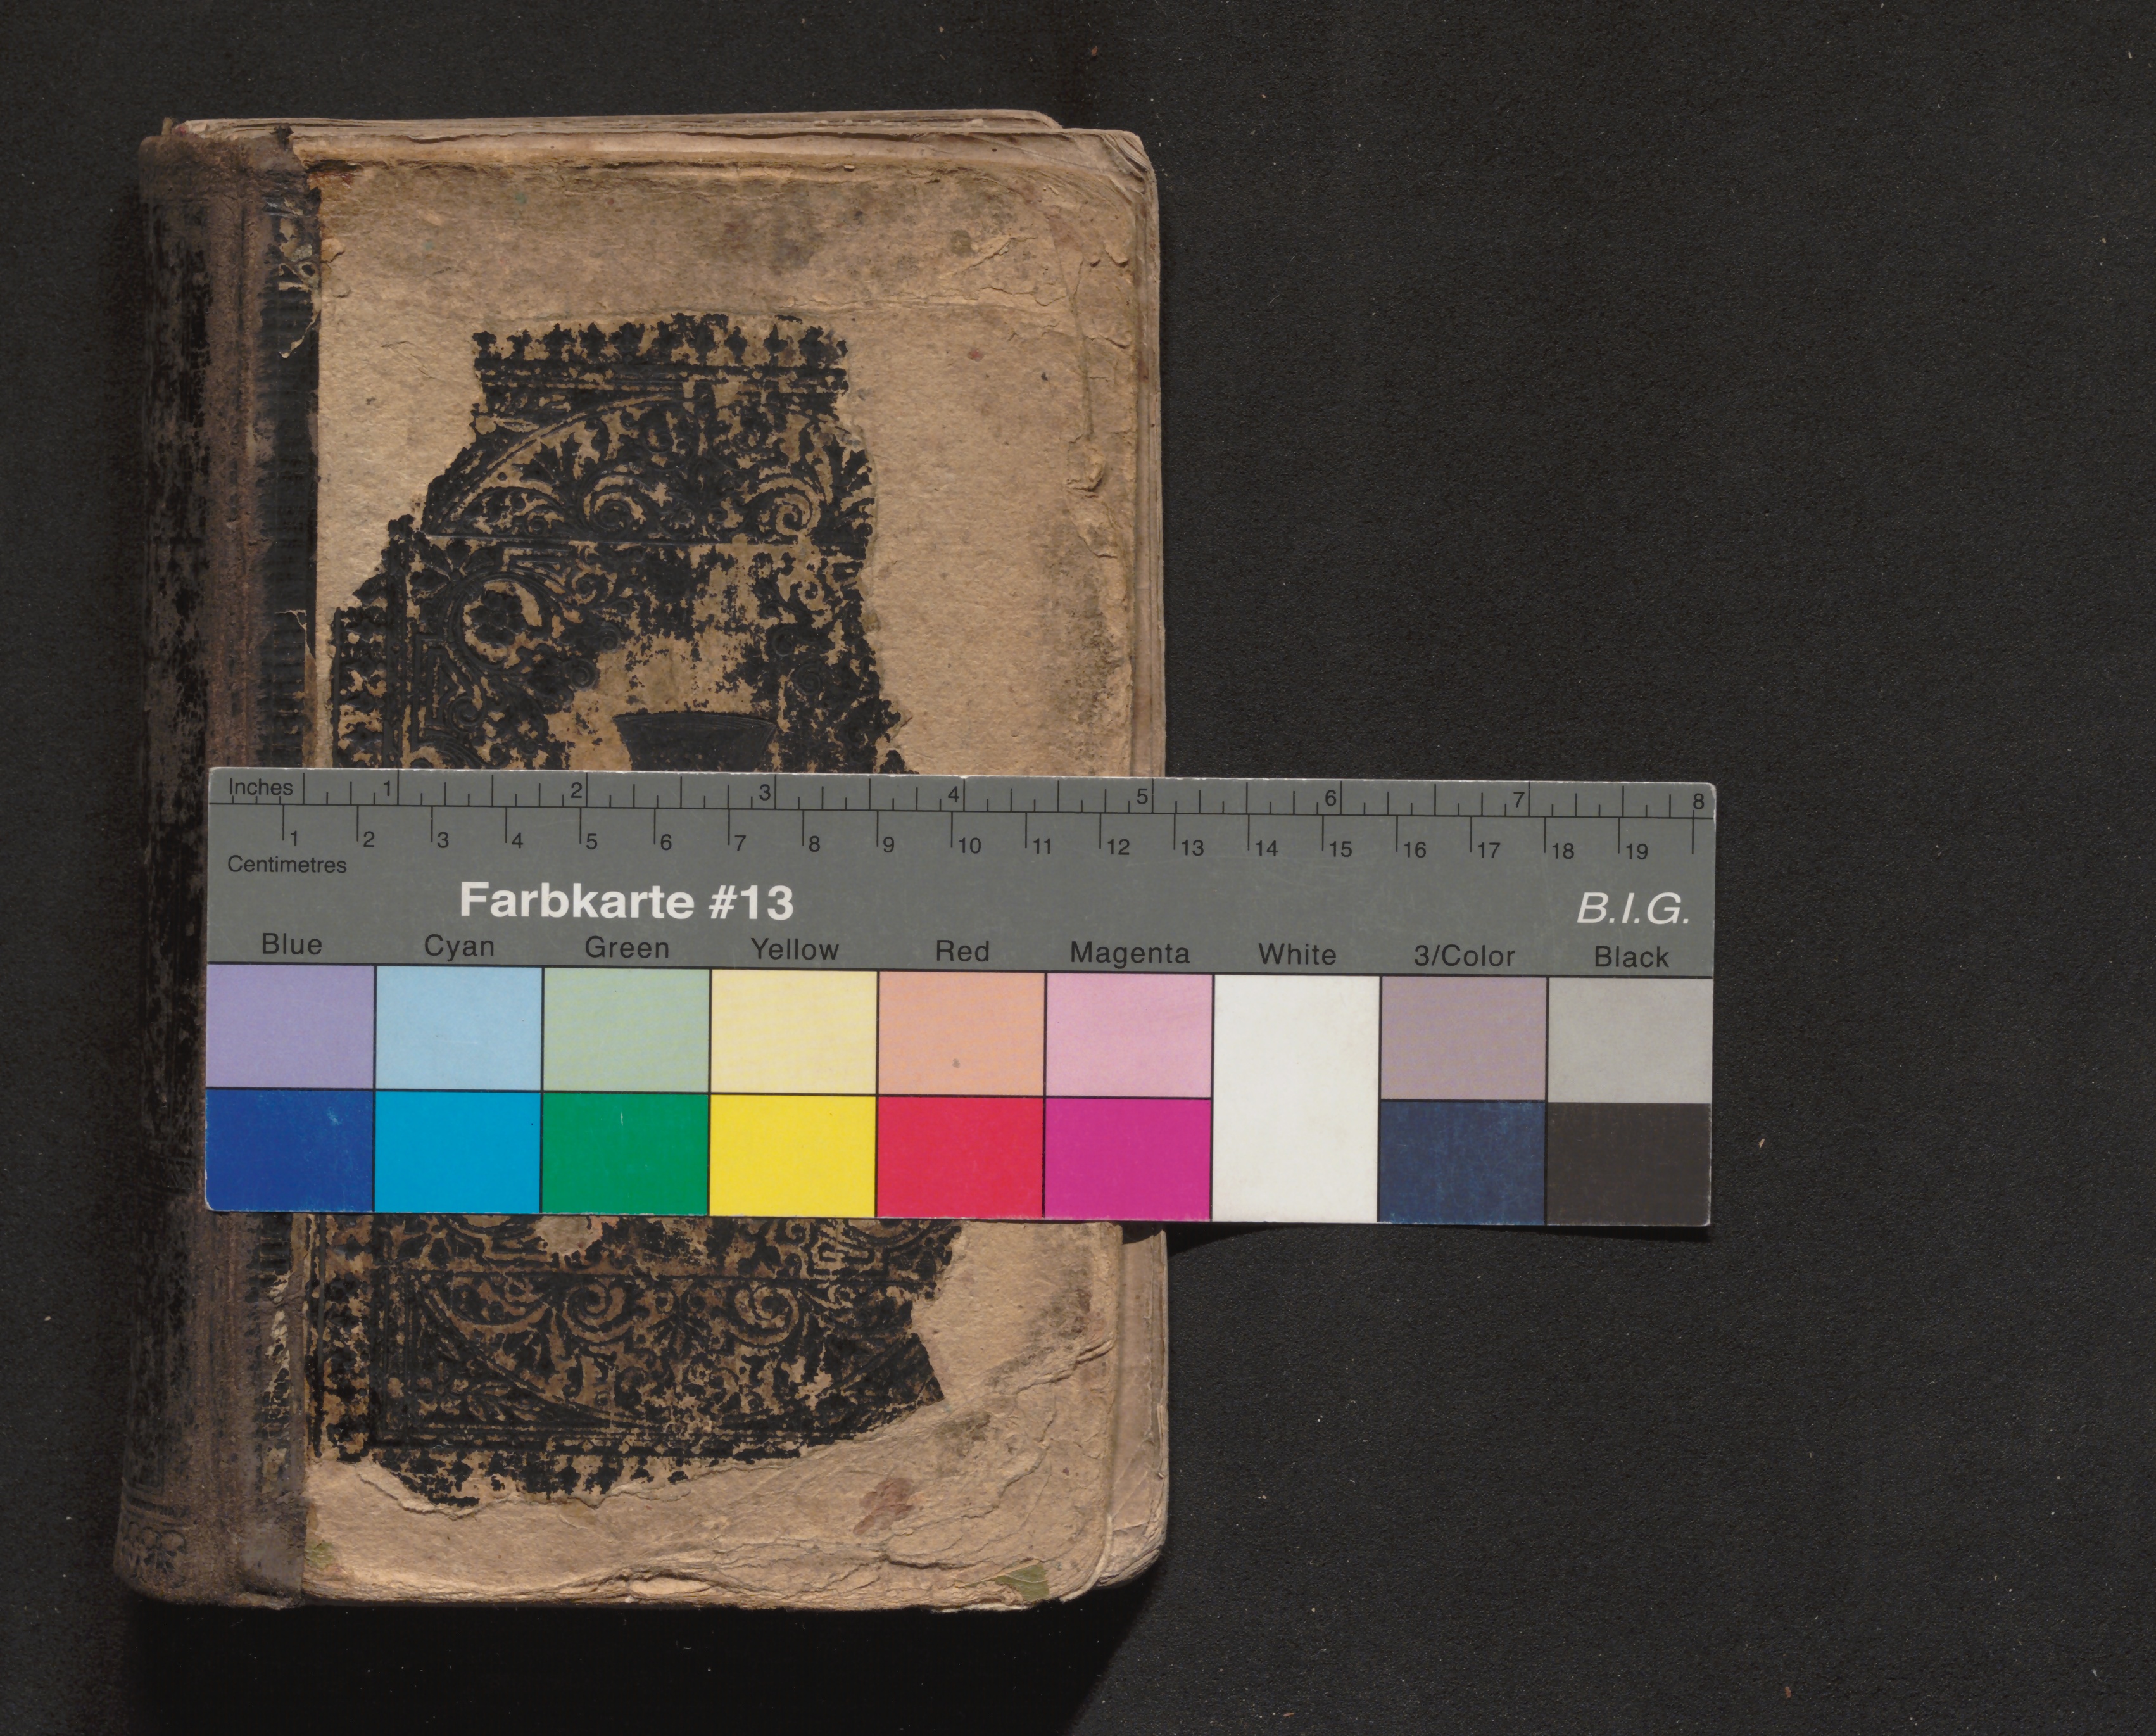 Inches 1 2 3 4 5 6 7 8
1 2 3 4 5 6 7 8 9 10 11 12 13 14 15 16 17 18 19
Centimetres
Farbkarte #13 B.I.G.
Blue Cyan Green Yellow Red Magenta White 3/Color Black